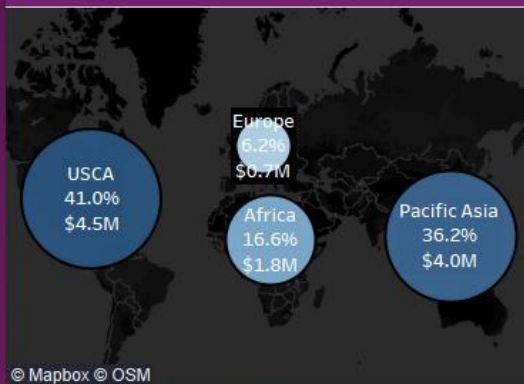 Europe
6.2%
$0.7M
USCA
41.0%
$4.5M
Africa
16.6%
$1.8M
Pacific Asia
36.2%
$4.0M
© Mapbox © OSM